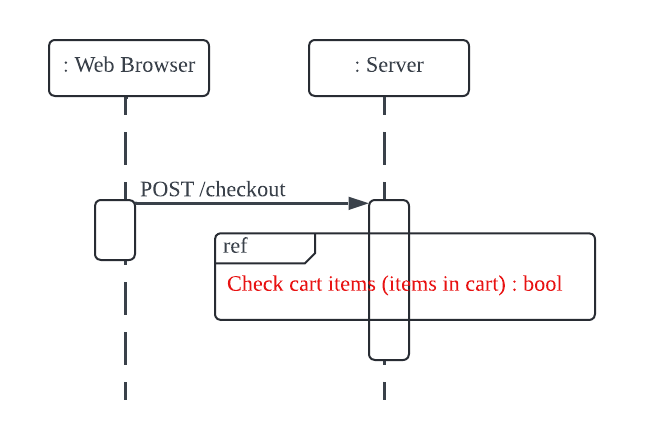 : Web Browser
: Server
POST /checkout
ref
Check cart items (items in cart) : bool